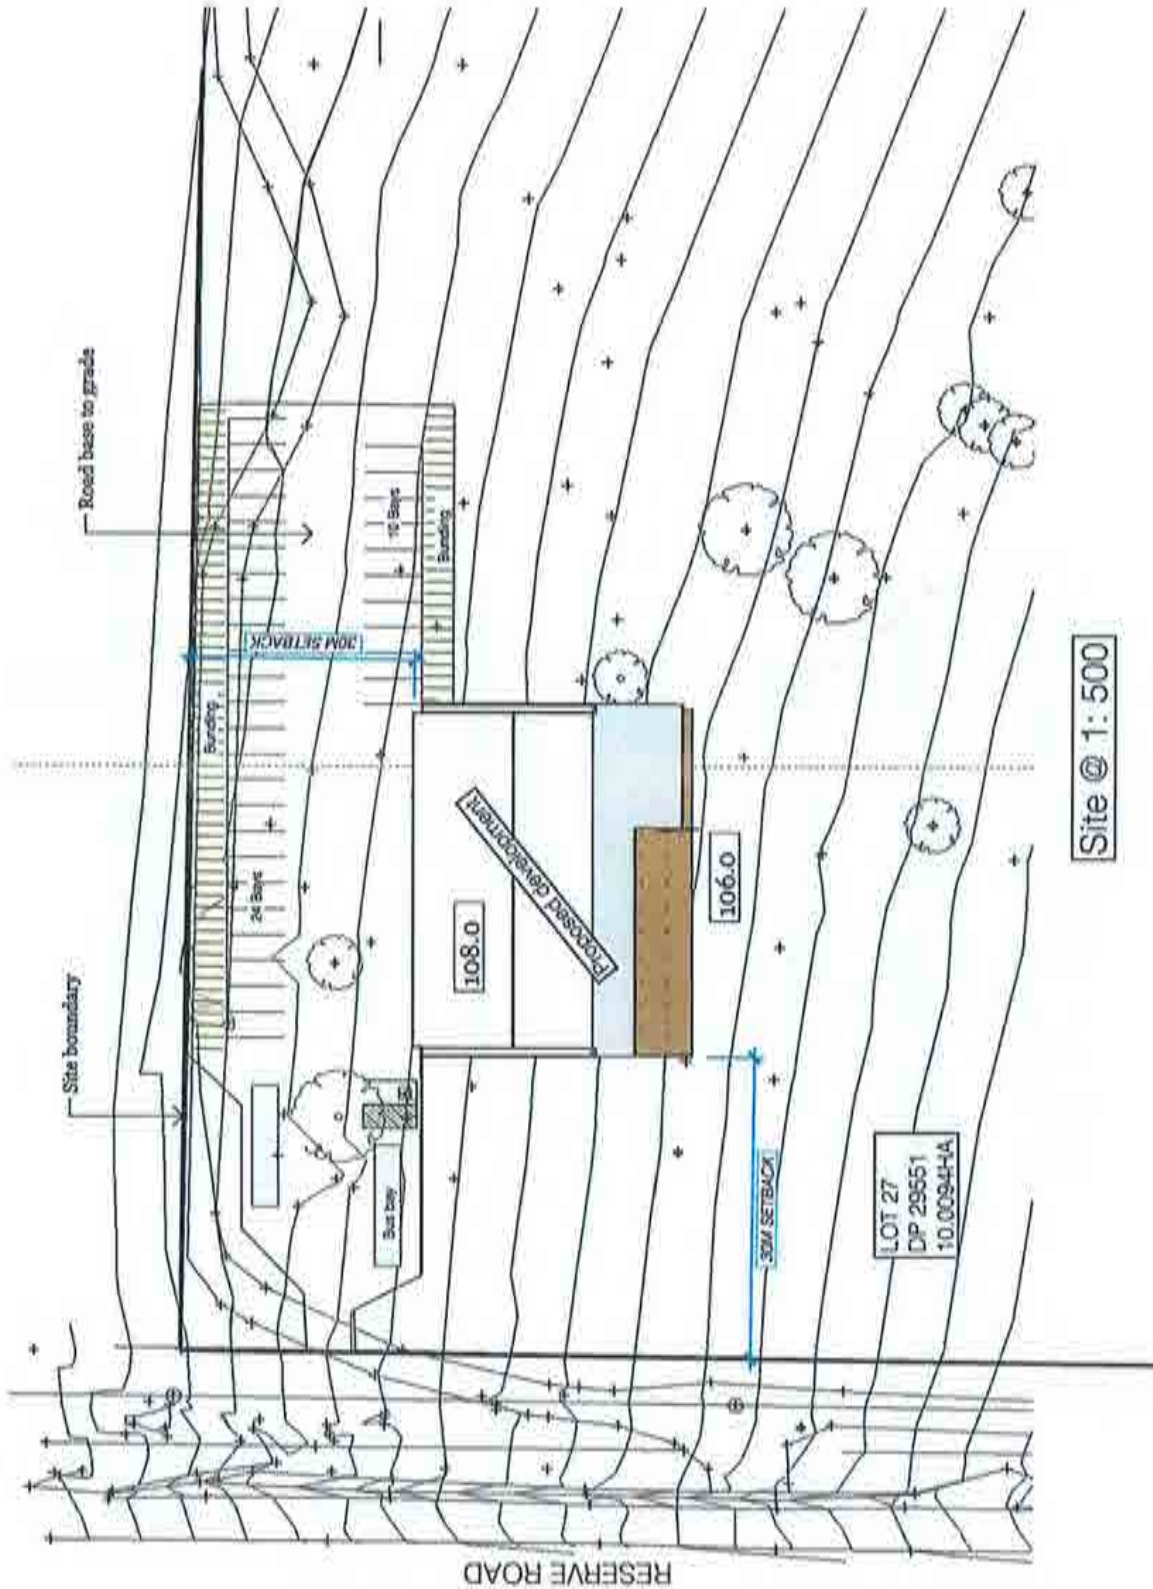 Road base to grade
Site boundary
Bunding
24 Bays
30M SETBACK
10 Bays
Bunding
Bus bay
Proposed development
108.0
106.0
30M SETBACK
LOT 27
DP 29551
10.0094HA
RESERVE ROAD
Site @ 1: 500